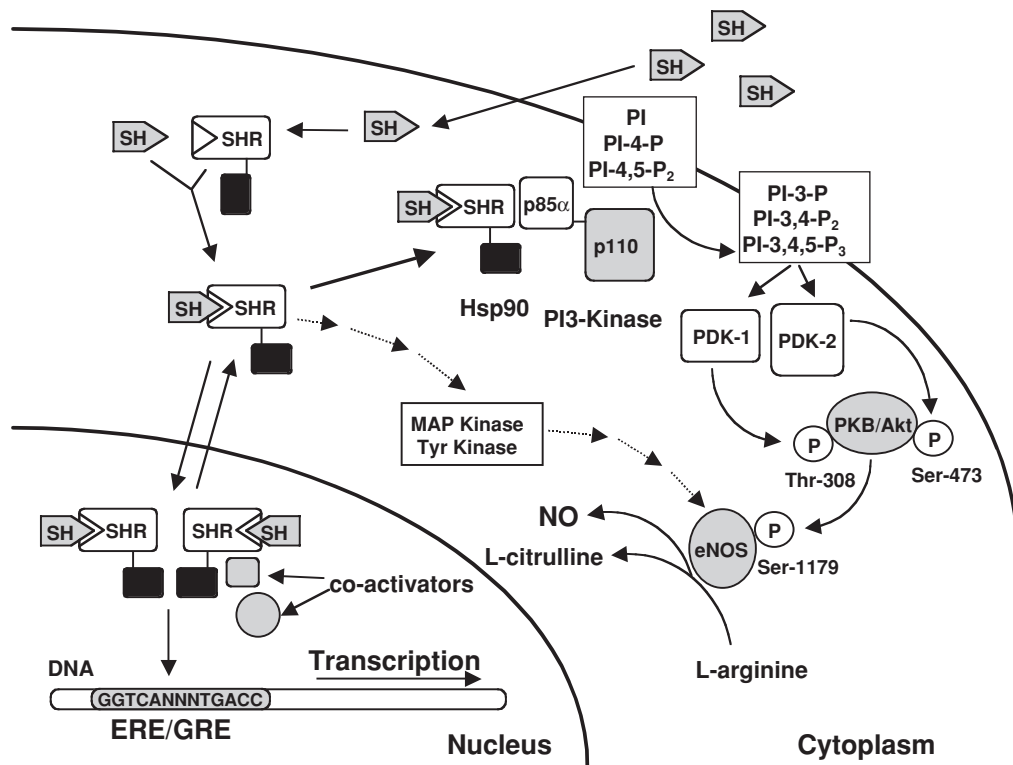 SH
SH
SH
SH
SH
SHR
PI
PI-4-P
PI-4,5-P₂
PI-3-P
PI-3,4-P₂
PI-3,4,5-P₃
SH
SHR
p85α
p110
Hsp90
PI3-Kinase
SH
SHR
PDK-1
PDK-2
MAP Kinase
Tyr Kinase
PKB/Akt
P
P
Thr-308
Ser-473
SH
SHR
SHR
SH
NO
L-citrulline
eNOS
P
Ser-1179
co-activators
L-arginine
DNA
Transcription
GGTCANNNTGACC
ERE/GRE
Nucleus
Cytoplasm